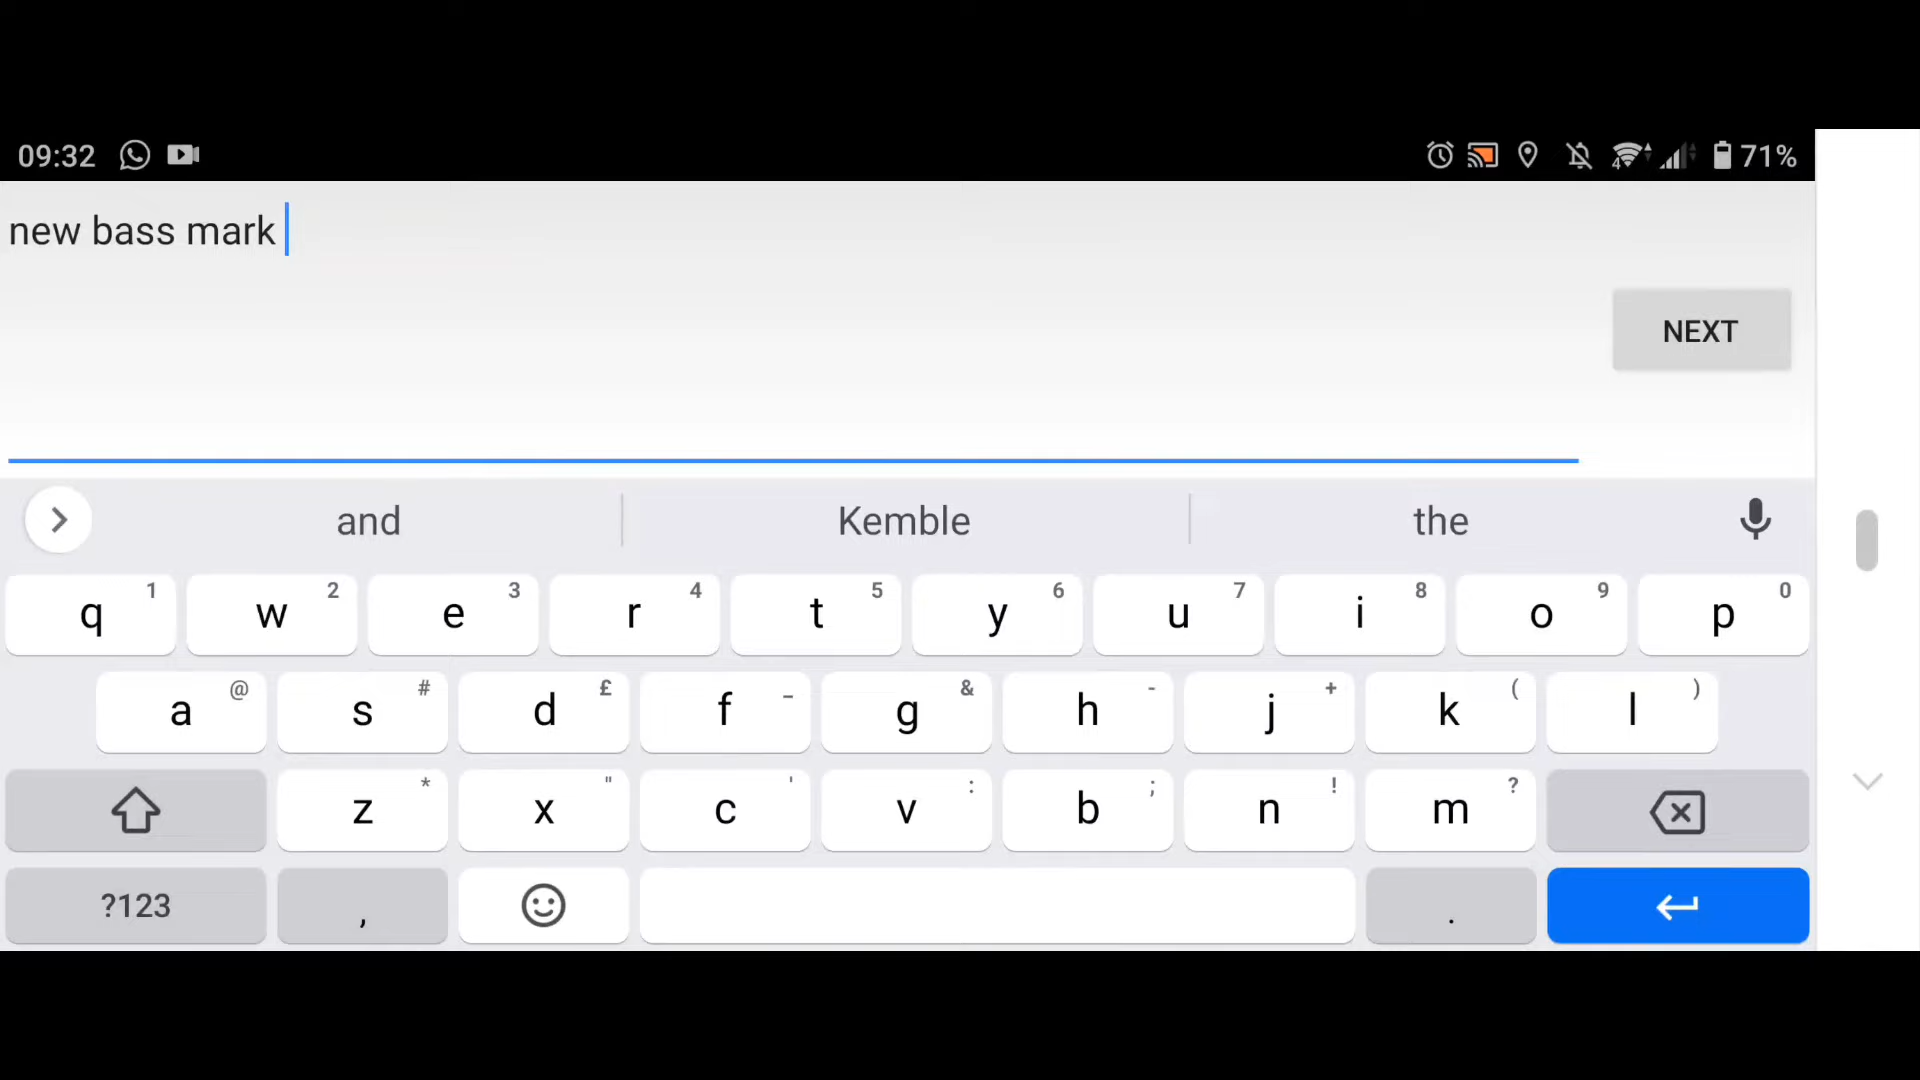 09:32
4
71%
new bass mark
NEXT
and Kemble the
q 1 w 2 e 3 r 4 t 5 y 6 u 7 i 8 o 9 p 0
a @ s # d £ f _ g & h - j + k ( l )
z * x " c ' v : b ; n ! m ?
?123 , .